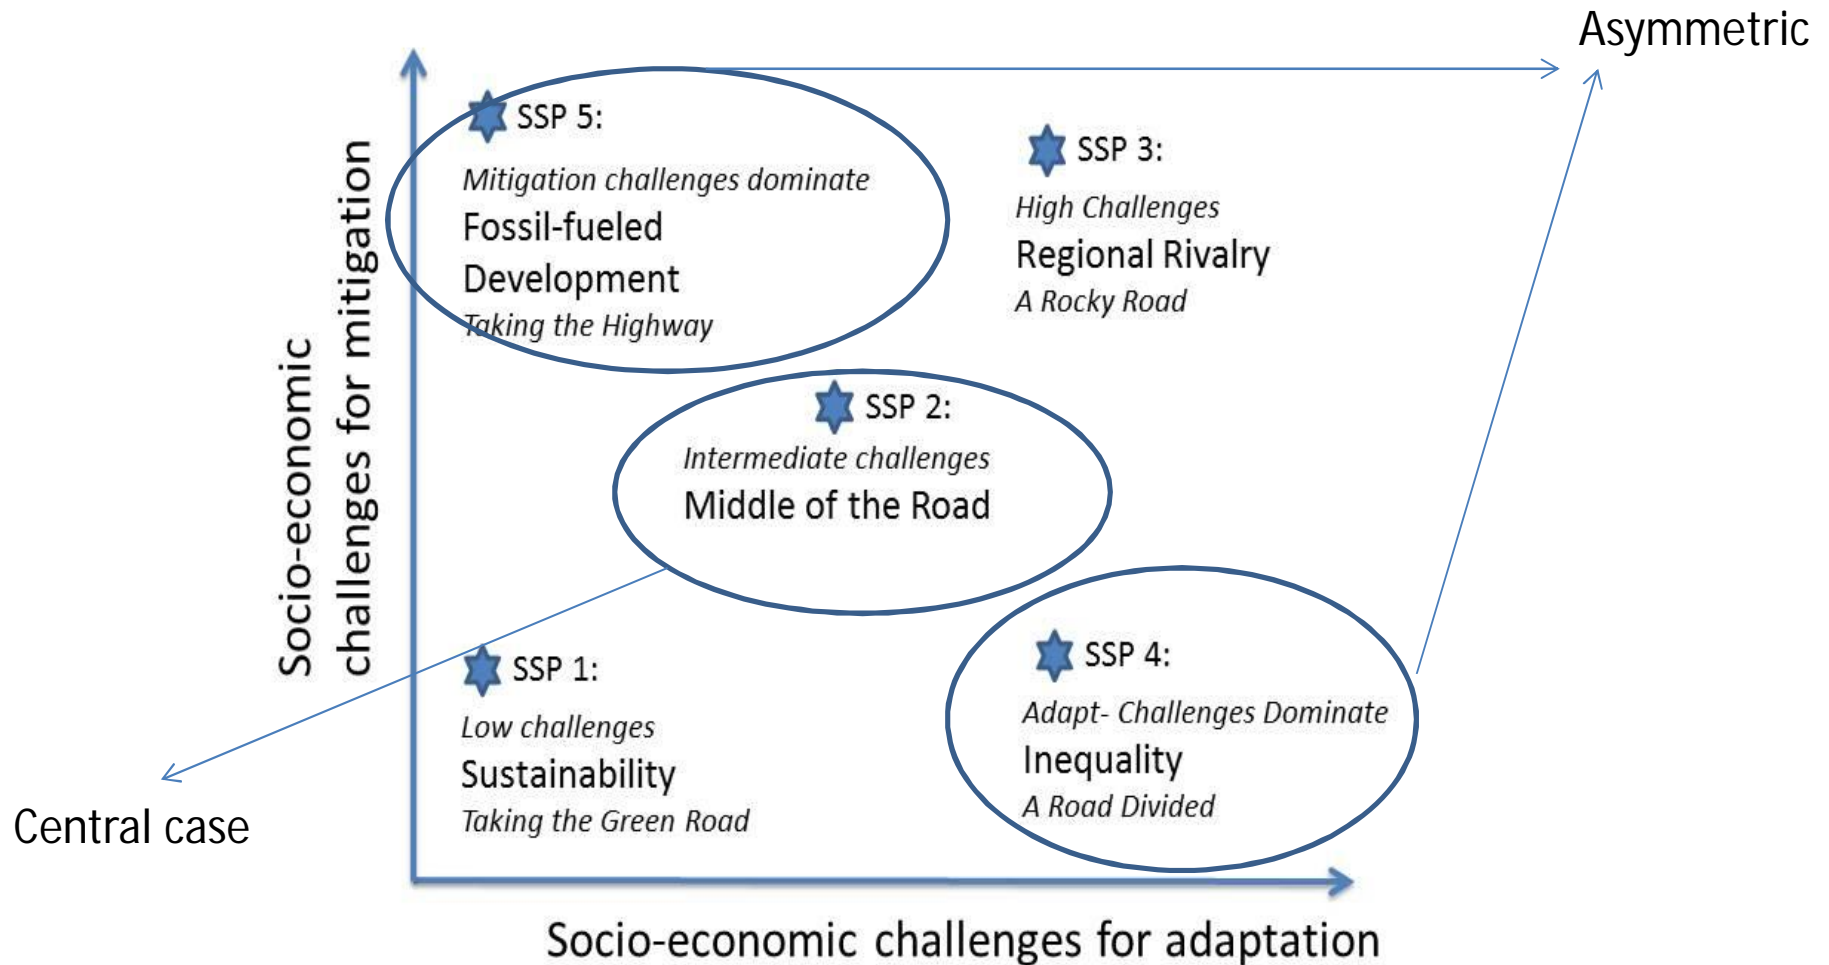 Asymmetric
SSP 5:
Mitigation challenges dominate
Fossil-fueled
Development
Taking the Highway
SSP 3:
High Challenges
Regional Rivalry
A Rocky Road
SSP 2:
Intermediate challenges
Middle of the Road
SSP 1:
Low challenges
Sustainability
Taking the Green Road
SSP 4:
Adapt- Challenges Dominate
Inequality
A Road Divided
Socio-economic
challenges for mitigation
Central case
Socio-economic challenges for adaptation